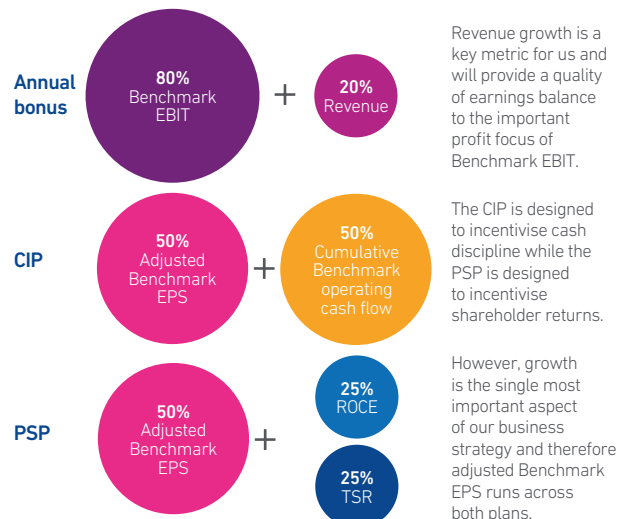 Annual
bonus
80%
Benchmark
EBIT
+
20%
Revenue
Revenue growth is a
key metric for us and
will provide a quality
of earnings balance
to the important
profit focus of
Benchmark EBIT.
CIP
50%
Adjusted
Benchmark
EPS
+
50%
Cumulative
Benchmark
operating
cash flow
The CIP is designed
to incentivise cash
discipline while the
PSP is designed
to incentivise
shareholder returns.
PSP
50%
Adjusted
Benchmark
EPS
+
25%
ROCE
25%
TSR
However, growth
is the single most
important aspect
of our business
strategy and therefore
adjusted Benchmark
EPS runs across
both plans.